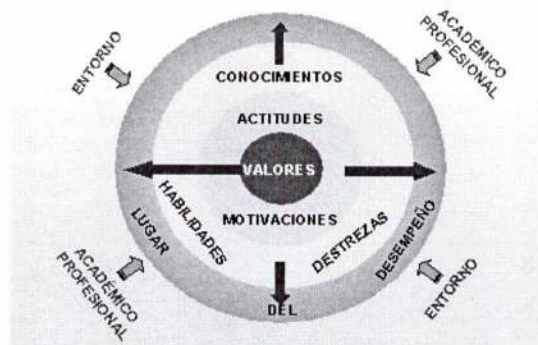 ENTORNO
ACADÉMICO
PROFESIONAL
CONOCIMIENTOS
ACTITUDES
VALORES
MOTIVACIONES
HABILIDADES
DESTREZAS
LUGAR
DEL
DESEMPEÑO
ACADÉMICO
PROFESIONAL
ENTORNO